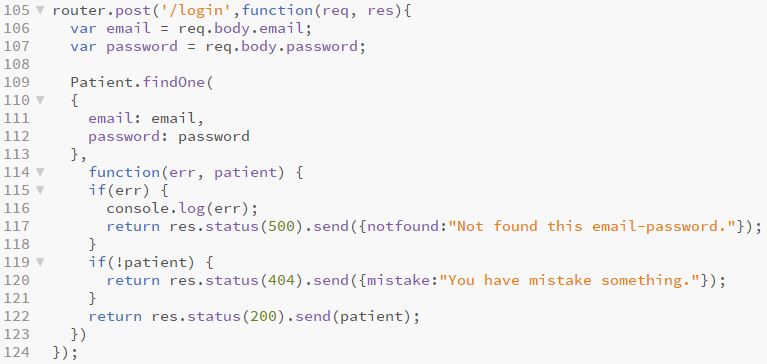 105 router.post('/login',function(req, res){
106   var email = req.body.email;
107   var password = req.body.password;
108
109   Patient.findOne(
110   {
111     email: email,
112     password: password
113   },
114     function(err, patient) {
115     if(err) {
116       console.log(err);
117       return res.status(500).send({notfound:"Not found this email-password."});
118     }
119     if(!patient) {
120       return res.status(404).send({mistake:"You have mistake something."});
121     }
122     return res.status(200).send(patient);
123   })
124 });